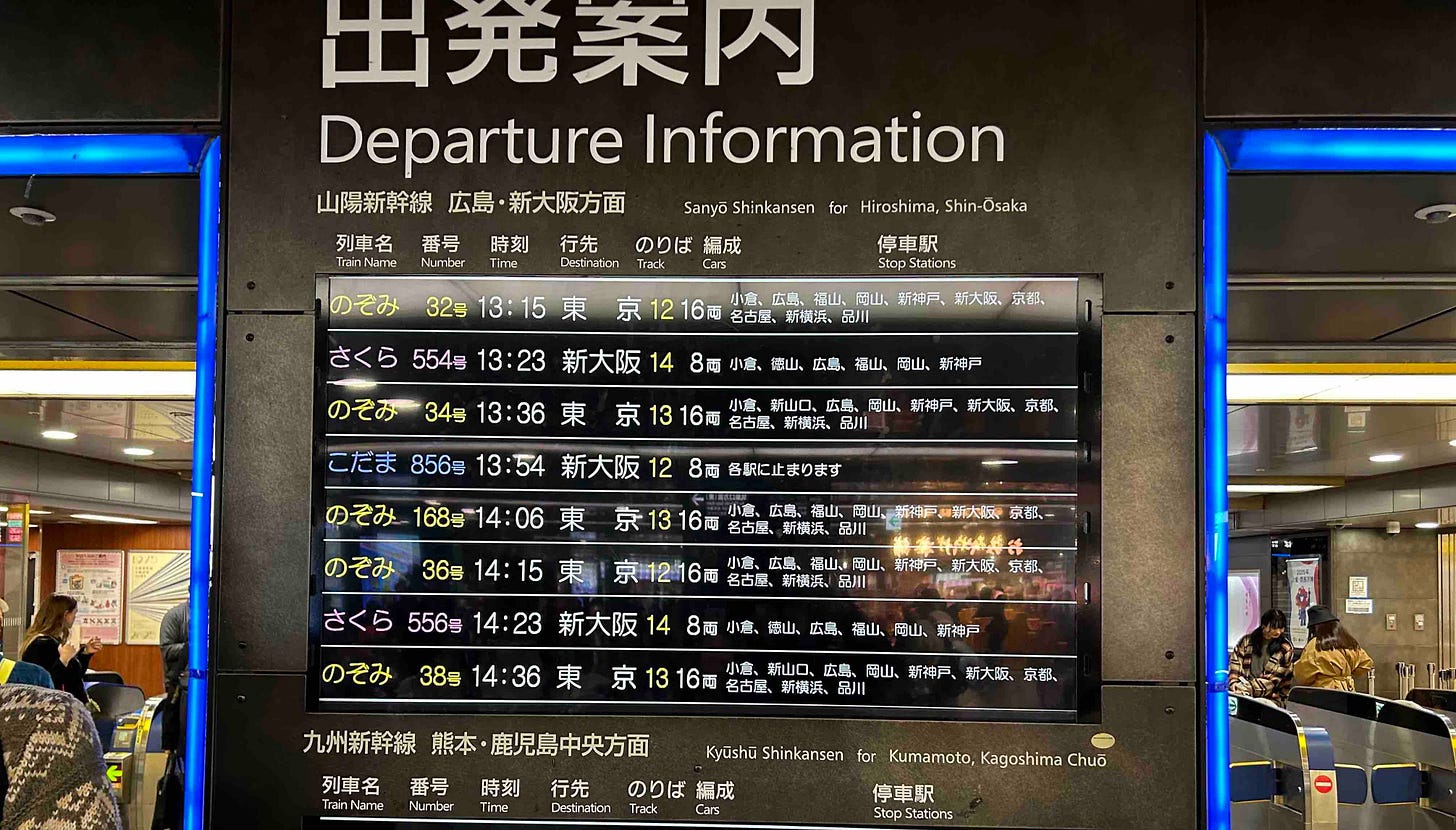 出発案内
Departure Information
山陽新幹線 広島・新大阪方面 Sanyō Shinkansen for Hiroshima, Shin-Ōsaka
列車名 番号 時刻 行先 のりば 編成 停車駅
Train Name Number Time Destination Track Cars Stop Stations
のぞみ 32号 13:15 東 京 12 16両 小倉、広島、福山、岡山、新神戸、新大阪、京都、
名古屋、新横浜、品川
さくら 554号 13:23 新大阪 14 8両 小倉、徳山、広島、福山、岡山、新神戸
のぞみ 34号 13:36 東 京 13 16両 小倉、新山口、広島、岡山、新神戸、新大阪、京都、
名古屋、新横浜、品川
こだま 856号 13:54 新大阪 12 8両 各駅に止まります
のぞみ 168号 14:06 東 京 13 16両 小倉、広島、福山、岡山、新神戸、新大阪、京都、
名古屋、新横浜、品川
のぞみ 36号 14:15 東 京 12 16両 小倉、広島、福山、岡山、新神戸、新大阪、京都、
名古屋、新横浜、品川
さくら 556号 14:23 新大阪 14 8両 小倉、徳山、広島、福山、岡山、新神戸
のぞみ 38号 14:36 東 京 13 16両 小倉、新山口、広島、岡山、新神戸、新大阪、京都、
名古屋、新横浜、品川
九州新幹線 熊本・鹿児島中央方面 Kyūshū Shinkansen for Kumamoto, Kagoshima Chuō
列車名 番号 時刻 行先 のりば 編成 停車駅
Train Name Number Time Destination Track Cars Stop Stations